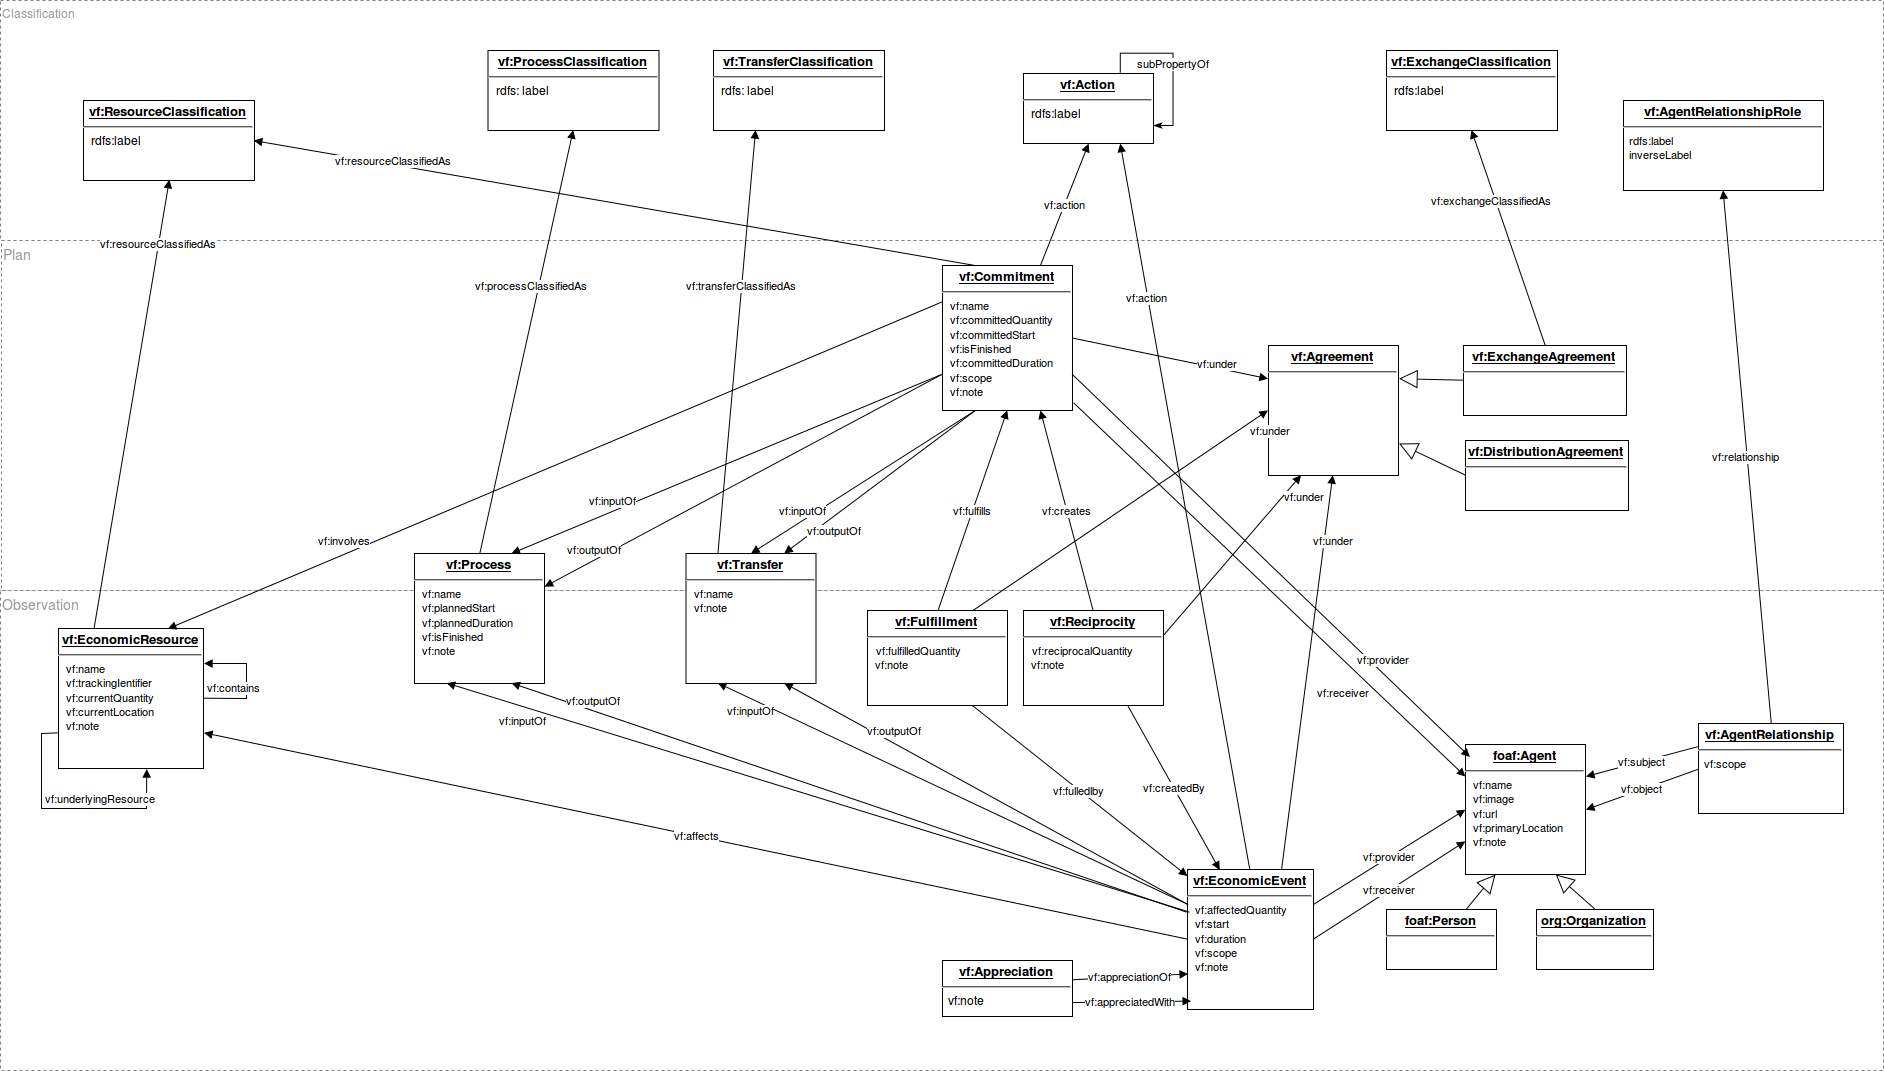 Classification
vf:ProcessClassification
rdfs: label
vf:TransferClassification
rdfs: label
subPropertyOf
vf:Action
rdfs:label
vf:ExchangeClassification
rdfs:label
vf:ResourceClassification
rdfs:label
vf:AgentRelationshipRole
rdfs:label
inverseLabel
vf:resourceClassifiedAs
vf:action
vf:exchangeClassifiedAs
vf:resourceClassifiedAs
Plan
vf:processClassifiedAs
vf:transferClassifiedAs
vf:Commitment
vf:name
vf:committedQuantity
vf:committedStart
vf:isFinished
vf:committedDuration
vf:scope
vf:note
vf:action
vf:under
vf:Agreement
vf:ExchangeAgreement
vf:under
vf:DistributionAgreement
vf:relationship
vf:inputOf
vf:inputOf
vf:outputOf
vf:fulfills
vf:creates
vf:under
vf:involves
vf:outputOf
vf:under
Observation
vf:Process
vf:name
vf:plannedStart
vf:plannedDuration
vf:isFinished
vf:note
vf:Transfer
vf:name
vf:note
vf:Fulfillment
vf:fulfilledQuantity
vf:note
vf:Reciprocity
vf:reciprocalQuantity
vf:note
vf:EconomicResource
vf:name
vf:trackingIentifier
vf:currentQuantity
vf:currentLocation
vf:note
vf:contains
vf:underlyingResource
vf:provider
vf:receiver
vf:outputOf
vf:inputOf
vf:inputOf
vf:outputOf
vf:affects
vf:fulledIby
vf:createdBy
foaf:Agent
vf:name
vf:image
vf:url
vf:primaryLocation
vf:note
vf:subject
vf:object
vf:AgentRelationship
vf:scope
vf:provider
vf:receiver
vf:EconomicEvent
vf:affectedQuantity
vf:start
vf:duration
vf:scope
vf:note
foaf:Person
org:Organization
vf:Appreciation
vf:note
vf:appreciationOf
vf:appreciatedWith